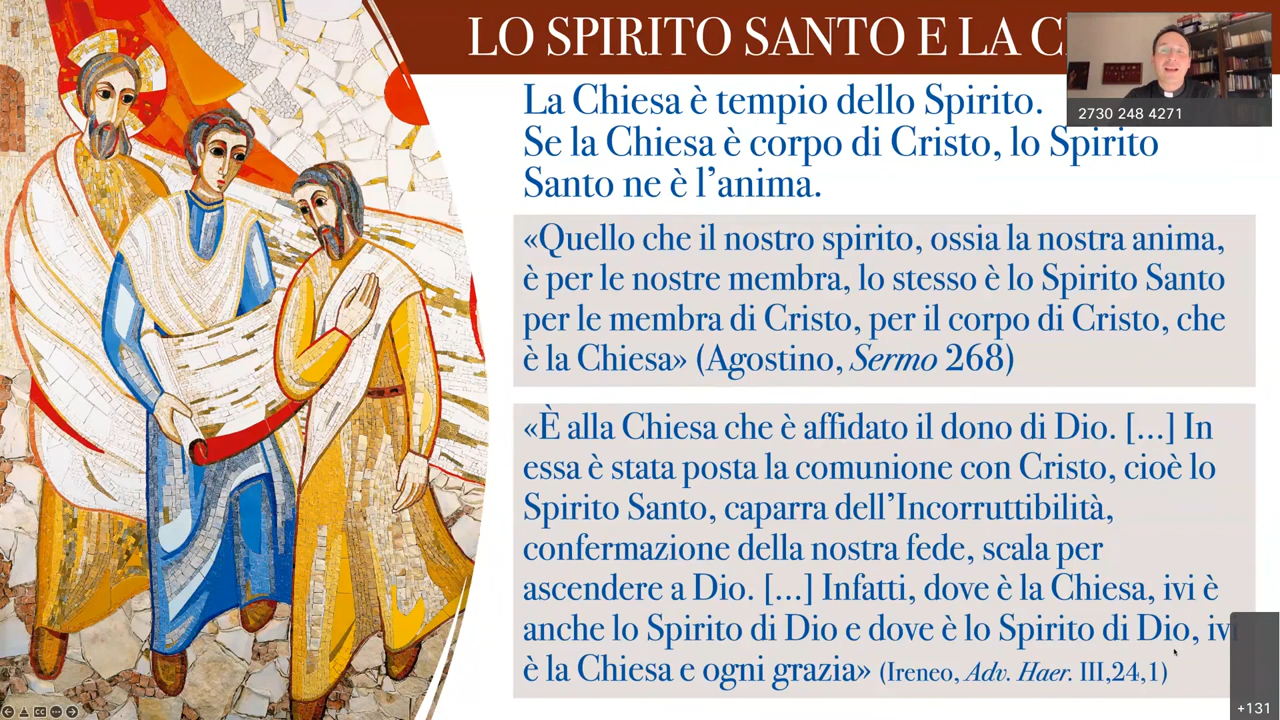 LO SPIRITO SANTO E LA
2730 248 4271
La Chiesa è tempio dello Spirito.
Se la Chiesa è corpo di Cristo, lo Spirito
Santo ne è l’anima.
«Quello che il nostro spirito, ossia la nostra anima,
è per le nostre membra, lo stesso è lo Spirito Santo
per le membra di Cristo, per il corpo di Cristo, che
è la Chiesa» (Agostino, Sermo 268)
«È alla Chiesa che è affidato il dono di Dio. [...] In
essa è stata posta la comunione con Cristo, cioè lo
Spirito Santo, caparra dell’Incorruttibilità,
confermazione della nostra fede, scala per
ascendere a Dio. [...] Infatti, dove è la Chiesa, ivi è
anche lo Spirito di Dio e dove è lo Spirito di Dio, ivi
è la Chiesa e ogni grazia» (Ireneo, Adv. Haer. III,24,1)
+131